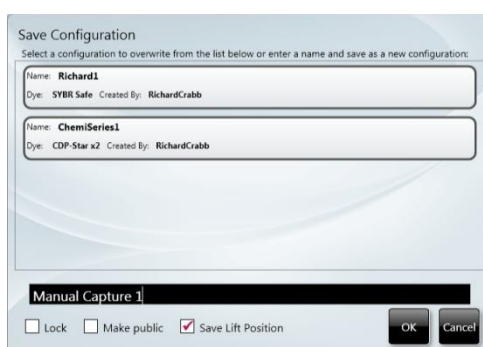 Save Configuration
Select a configuration to overwrite from the list below or enter a name and save as a new configuration:
Name: Richard1
Dye: SYBR Safe Created By: RichardCrabb
Name: ChemiSeries1
Dye: CDP-Star x2 Created By: RichardCrabb
Manual Capture 1
Lock Make public Save Lift Position OK Cancel